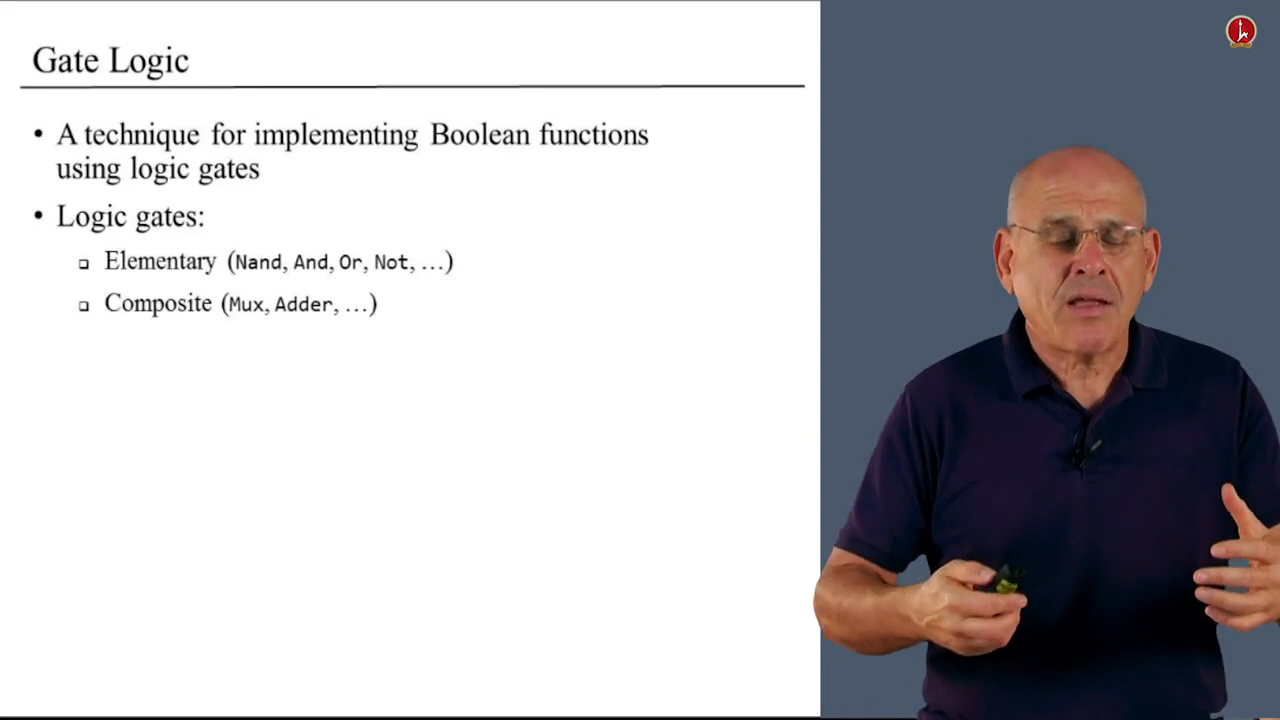 Gate Logic
• A technique for implementing Boolean functions
using logic gates
• Logic gates:
❑ Elementary (Nand, And, Or, Not, …)
❑ Composite (Mux, Adder, …)